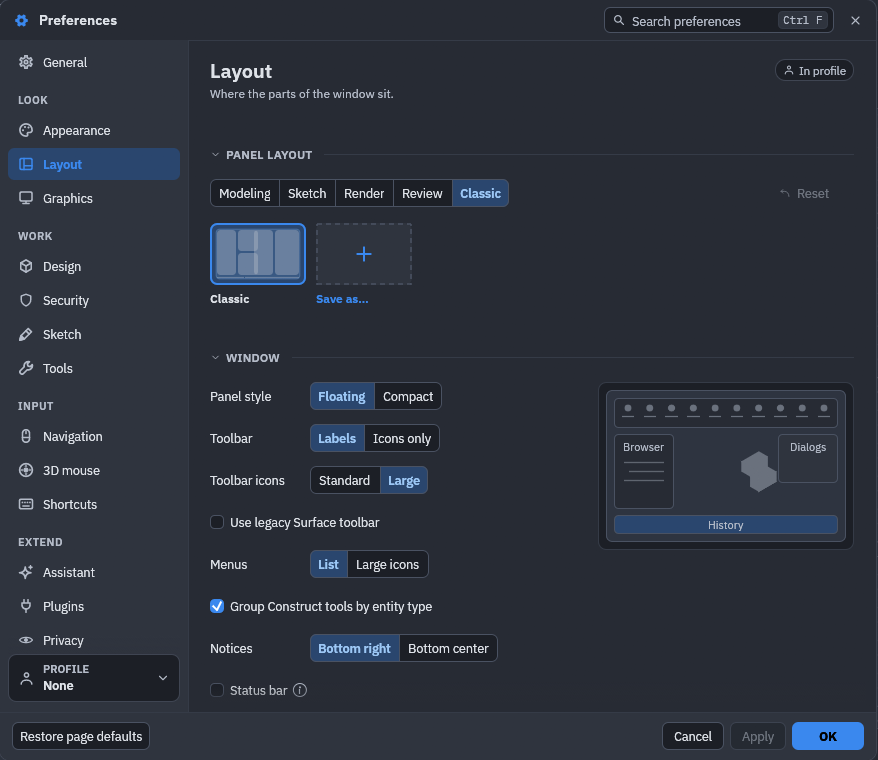 Preferences
Search preferences
Ctrl F
General
LOOK
Appearance
Layout
Graphics
WORK
Design
Security
Sketch
Tools
INPUT
Navigation
3D mouse
Shortcuts
EXTEND
Assistant
Plugins
Privacy
PROFILE
None
Layout
In profile
Where the parts of the window sit.
PANEL LAYOUT
Modeling Sketch Render Review Classic
Reset
Classic
Save as...
WINDOW
Panel style Floating Compact
Toolbar Labels Icons only
Toolbar icons Standard Large
Use legacy Surface toolbar
Menus List Large icons
Group Construct tools by entity type
Notices Bottom right Bottom center
Status bar
Browser
Dialogs
History
Restore page defaults
Cancel
Apply
OK